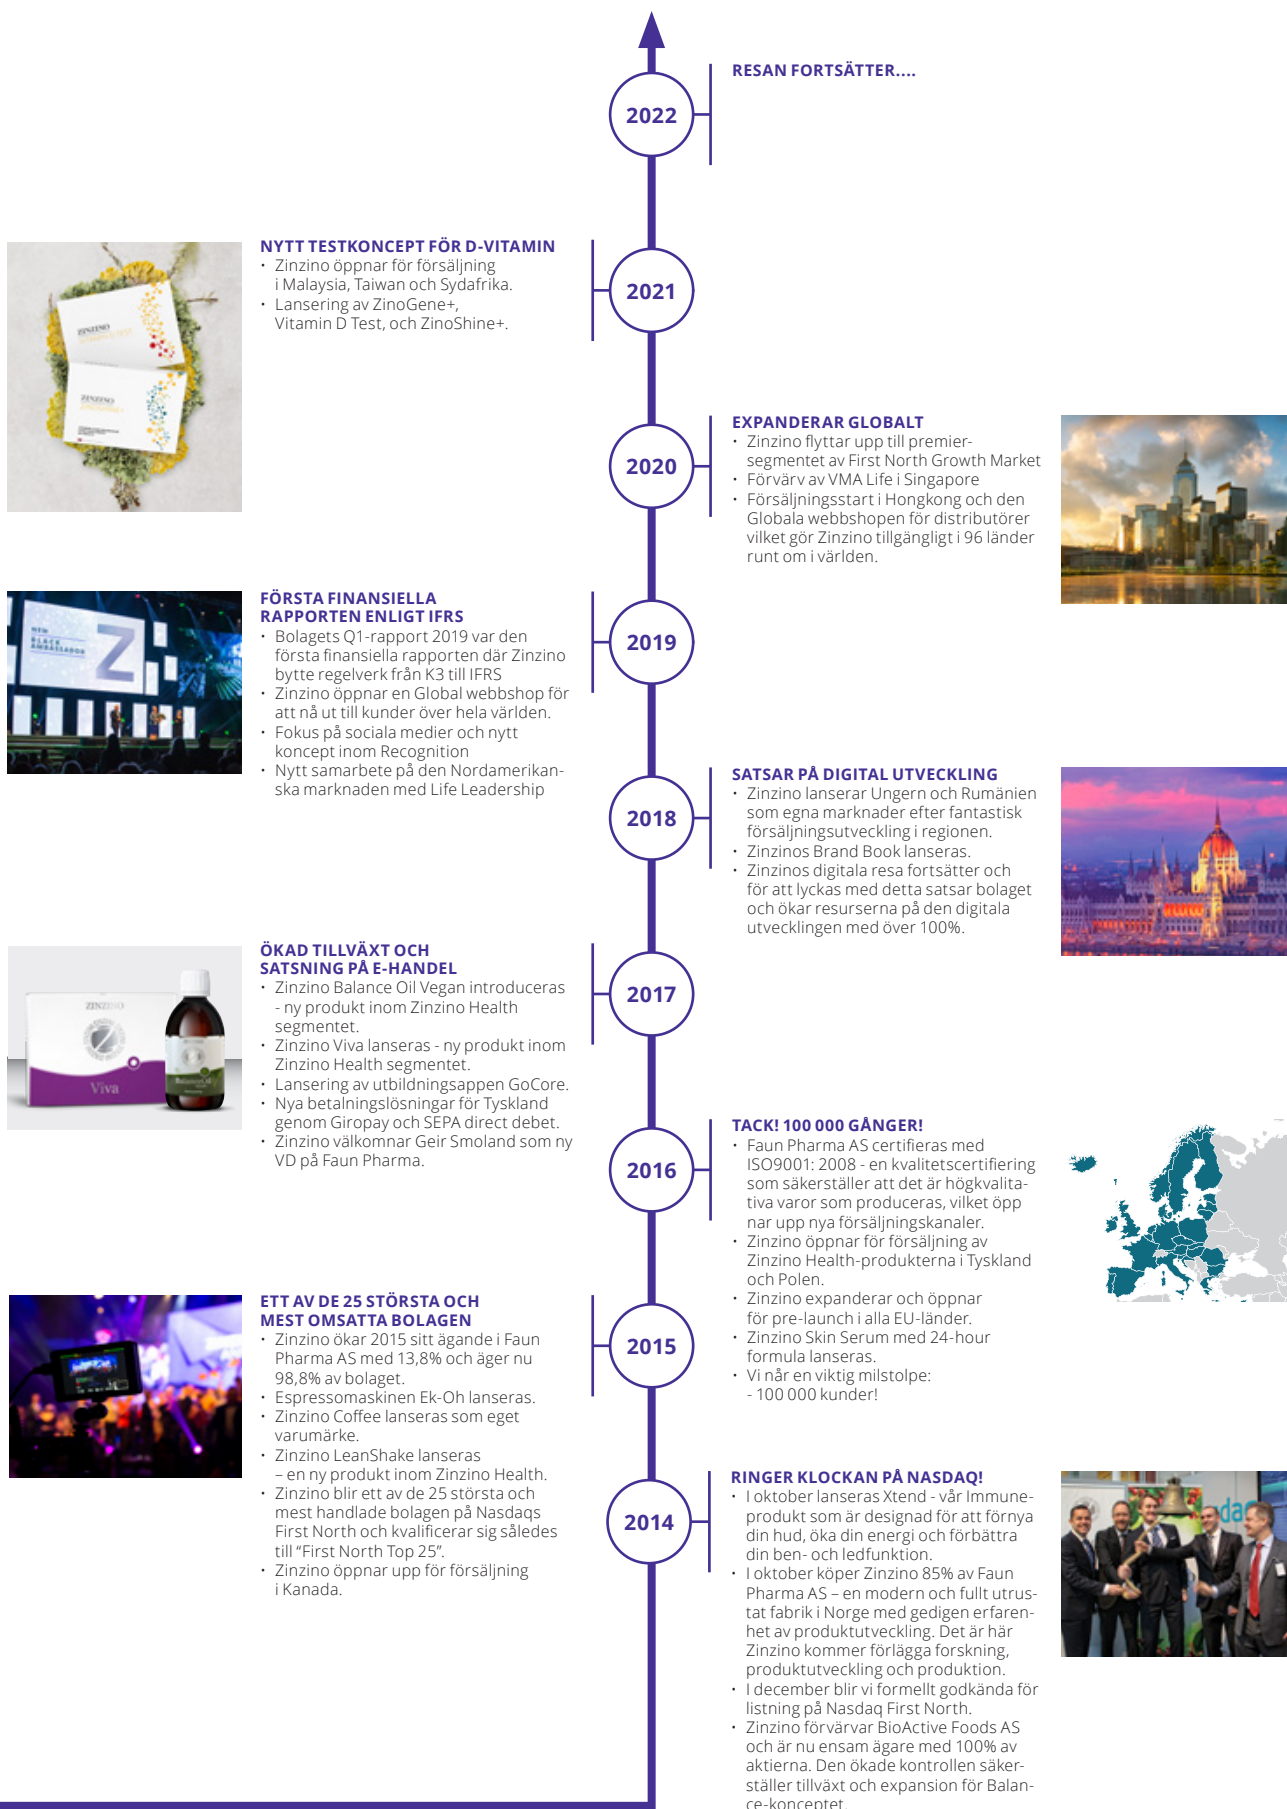 2022
RESAN FORTSÄTTER....
2021
NYTT TESTKONCEPT FÖR D-VITAMIN
• Zinzino öppnar för försäljning
i Malaysia, Taiwan och Sydafrika.
• Lansering av ZinoGene+,
Vitamin D Test, och ZinoShine+.
ZINZINO
ZINZINO
2020
EXPANDERAR GLOBALT
• Zinzino flyttar upp till premier-
segmentet av First North Growth Market
• Förvärv av VMA Life i Singapore
• Försäljningsstart i Hongkong och den
Globala webbshopen för distributörer
vilket gör Zinzino tillgängligt i 96 länder
runt om i världen.
2019
FÖRSTA FINANSIELLA
RAPPORTEN ENLIGT IFRS
• Bolagets Q1-rapport 2019 var den
första finansiella rapporten där Zinzino
bytte regelverk från K3 till IFRS
• Zinzino öppnar en Global webbshop för
att nå ut till kunder över hela världen.
• Fokus på sociala medier och nytt
koncept inom Recognition
• Nytt samarbete på den Nordamerikan-
ska marknaden med Life Leadership
NEW
BLACK
AMBASSADOR
Z
2018
SATSAR PÅ DIGITAL UTVECKLING
• Zinzino lanserar Ungern och Rumänien
som egna marknader efter fantastisk
försäljningsutveckling i regionen.
• Zinzinos Brand Book lanseras.
• Zinzinos digitala resa fortsätter och
för att lyckas med detta satsar bolaget
och ökar resurserna på den digitala
utvecklingen med över 100%.
2017
ÖKAD TILLVÄXT OCH
SATSNING PÅ E-HANDEL
• Zinzino Balance Oil Vegan introduceras
- ny produkt inom Zinzino Health
segmentet.
• Zinzino Viva lanseras - ny produkt inom
Zinzino Health segmentet.
• Lansering av utbildningsappen GoCore.
• Nya betalningslösningar för Tyskland
genom Giropay och SEPA direct debet.
• Zinzino välkomnar Geir Smoland som ny
VD på Faun Pharma.
ZINZINO
Viva
2016
TACK! 100 000 GÅNGER!
• Faun Pharma AS certifieras med
ISO9001: 2008 - en kvalitetscertifiering
som säkerställer att det är högkvalita-
tiva varor som produceras, vilket öpp
nar upp nya försäljningskanaler.
• Zinzino öppnar för försäljning av
Zinzino Health-produkterna i Tyskland
och Polen.
• Zinzino expanderar och öppnar
för pre-launch i alla EU-länder.
• Zinzino Skin Serum med 24-hour
formula lanseras.
• Vi når en viktig milstolpe:
- 100 000 kunder!
2015
ETT AV DE 25 STÖRSTA OCH
MEST OMSATTA BOLAGEN
• Zinzino ökar 2015 sitt ägande i Faun
Pharma AS med 13,8% och äger nu
98,8% av bolaget.
• Espressomaskinen Ek-Oh lanseras.
• Zinzino Coffee lanseras som eget
varumärke.
• Zinzino LeanShake lanseras
– en ny produkt inom Zinzino Health.
• Zinzino blir ett av de 25 största och
mest handlade bolagen på Nasdaqs
First North och kvalificerar sig således
till “First North Top 25”.
• Zinzino öppnar upp för försäljning
i Kanada.
2014
RINGER KLOCKAN PÅ NASDAQ!
• I oktober lanseras Xtend - vår Immune-
produkt som är designad för att förnya
din hud, öka din energi och förbättra
din ben- och ledfunktion.
• I oktober köper Zinzino 85% av Faun
Pharma AS – en modern och fullt utrus-
tat fabrik i Norge med gedigen erfaren-
het av produktutveckling. Det är här
Zinzino kommer förlägga forskning,
produktutveckling och produktion.
• I december blir vi formellt godkända för
listning på Nasdaq First North.
• Zinzino förvärvar BioActive Foods AS
och är nu ensam ägare med 100% av
aktierna. Den ökade kontrollen säker-
ställer tillväxt och expansion för Balan-
ce-konceptet.